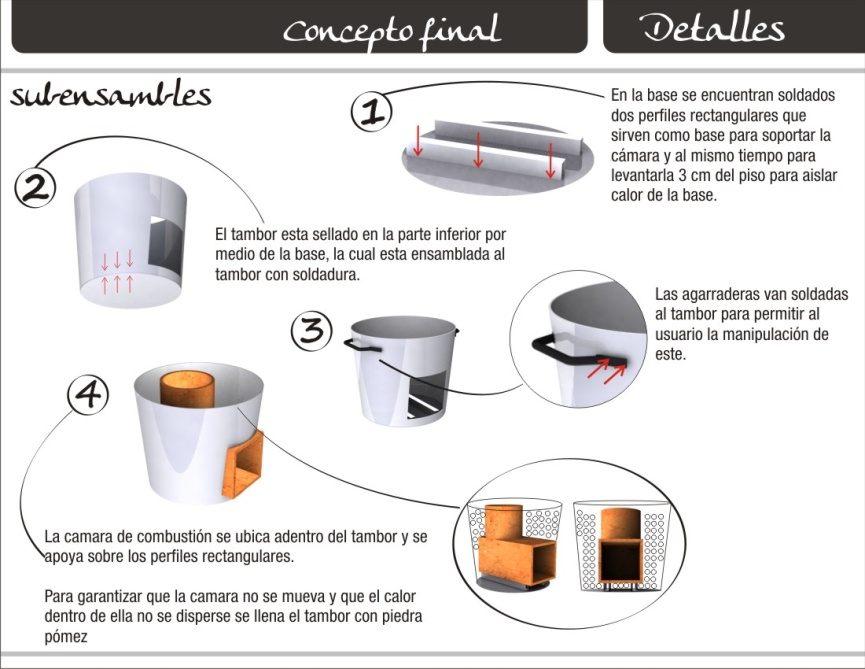 Concepto final
Detalles
subensambles
1
En la base se encuentran soldados
dos perfiles rectangulares que
sirven como base para soportar la
cámara y al mismo tiempo para
levantarla 3 cm del piso para aislar
calor de la base.
2
El tambor esta sellado en la parte inferior por
medio de la base, la cual esta ensamblada al
tambor con soldadura.
3
Las agarraderas van soldadas
al tambor para permitir al
usuario la manipulación de
este.
4
La camara de combustión se ubica adentro del tambor y se
apoya sobre los perfiles rectangulares.
Para garantizar que la camara no se mueva y que el calor
dentro de ella no se disperse se llena el tambor con piedra
pómez